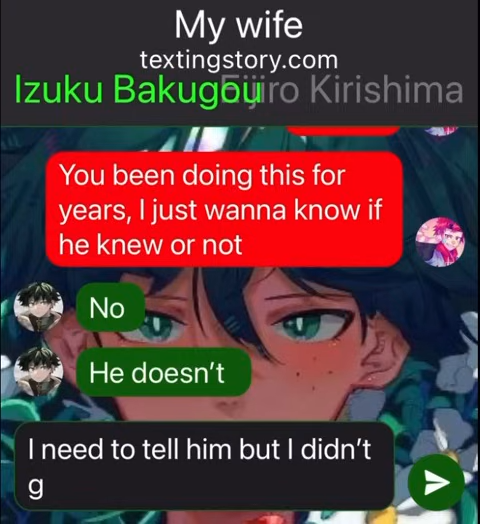 My wife
textingstory.com
Izuku Bakugou Eijiro Kirishima
You been doing this for
years, I just wanna know if
he knew or not
No
He doesn't
I need to tell him but I didn't
g